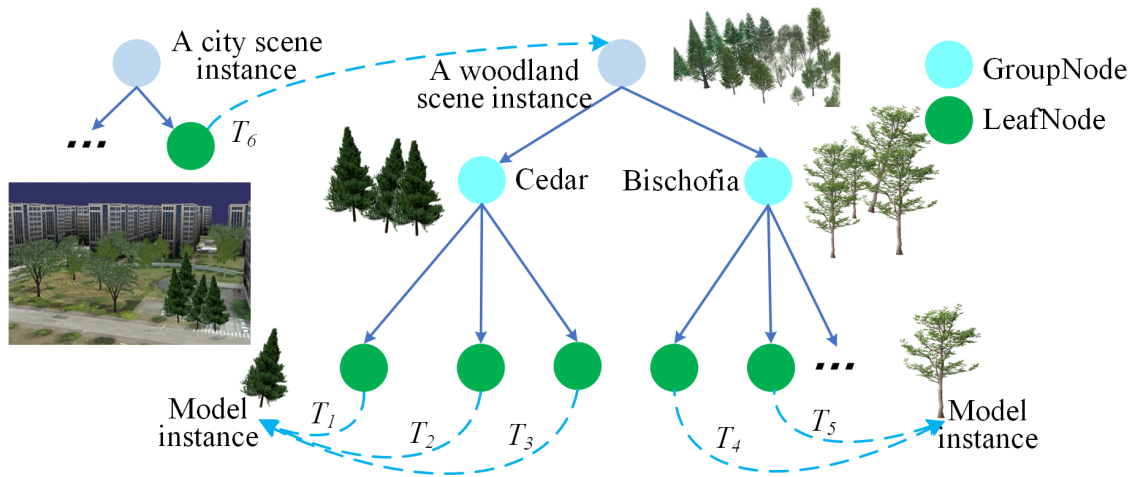 A city scene
instance
A woodland
scene instance
GroupNode
LeafNode
T6
...
Cedar
Bischofia
...
Model
instance
T1
T2
T3
T4
T5
Model
instance